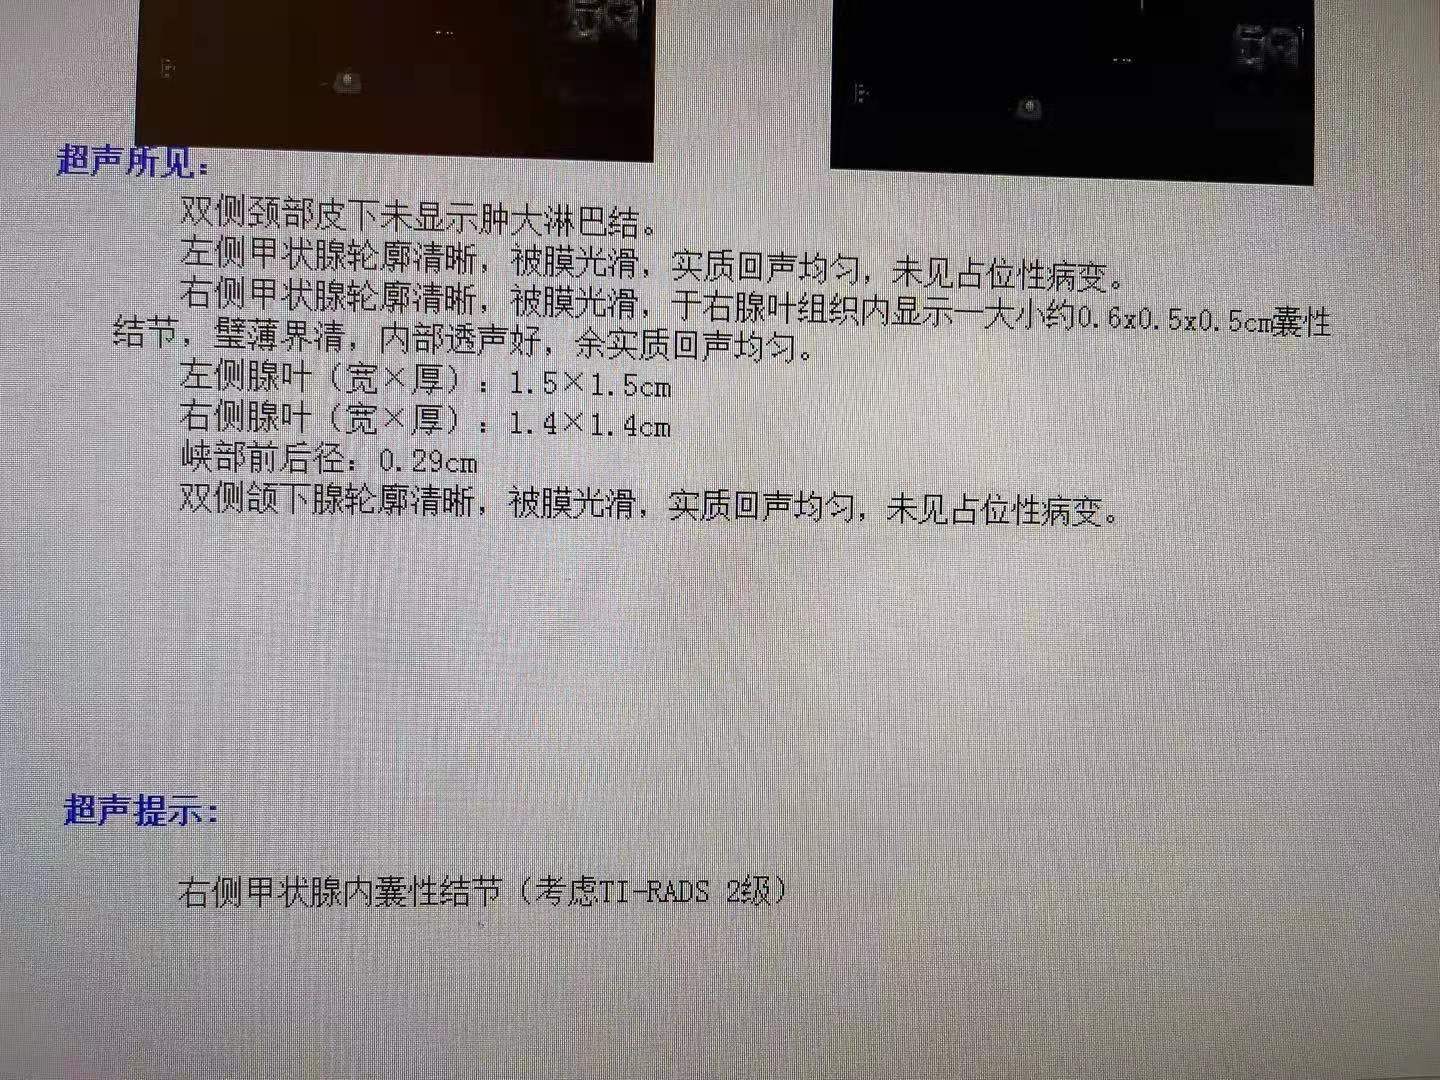 超声所见：
双侧颈部皮下未显示肿大淋巴结。
左侧甲状腺轮廓清晰，被膜光滑，实质回声均匀，未见占位性病变。
右侧甲状腺轮廓清晰，被膜光滑，于右腺叶组织内显示一大小约0.6x0.5x0.5cm囊性
结节，璧薄界清，内部透声好，余实质回声均匀。
左侧腺叶（宽×厚）：1.5×1.5cm
右侧腺叶（宽×厚）：1.4×1.4cm
峡部前后径：0.29cm
双侧颌下腺轮廓清晰，被膜光滑，实质回声均匀，未见占位性病变。
超声提示：
右侧甲状腺内囊性结节（考虑TI-RADS 2级）